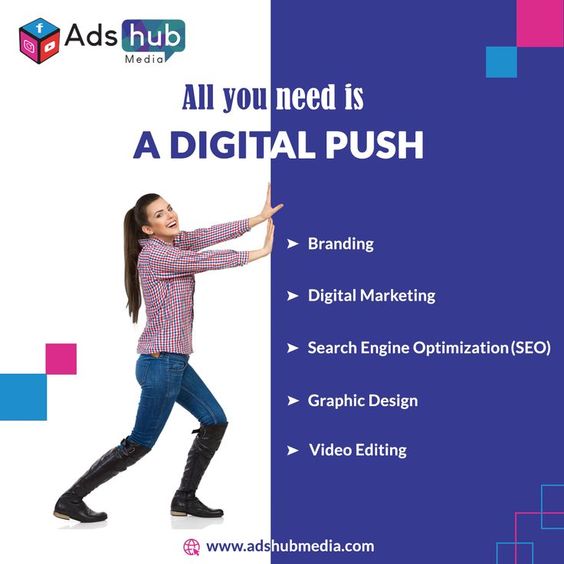 Ads hub
Media
All you need is
A DIGITAL PUSH
➤ Branding
➤ Digital Marketing
➤ Search Engine Optimization (SEO)
➤ Graphic Design
➤ Video Editing
www.adshubmedia.com